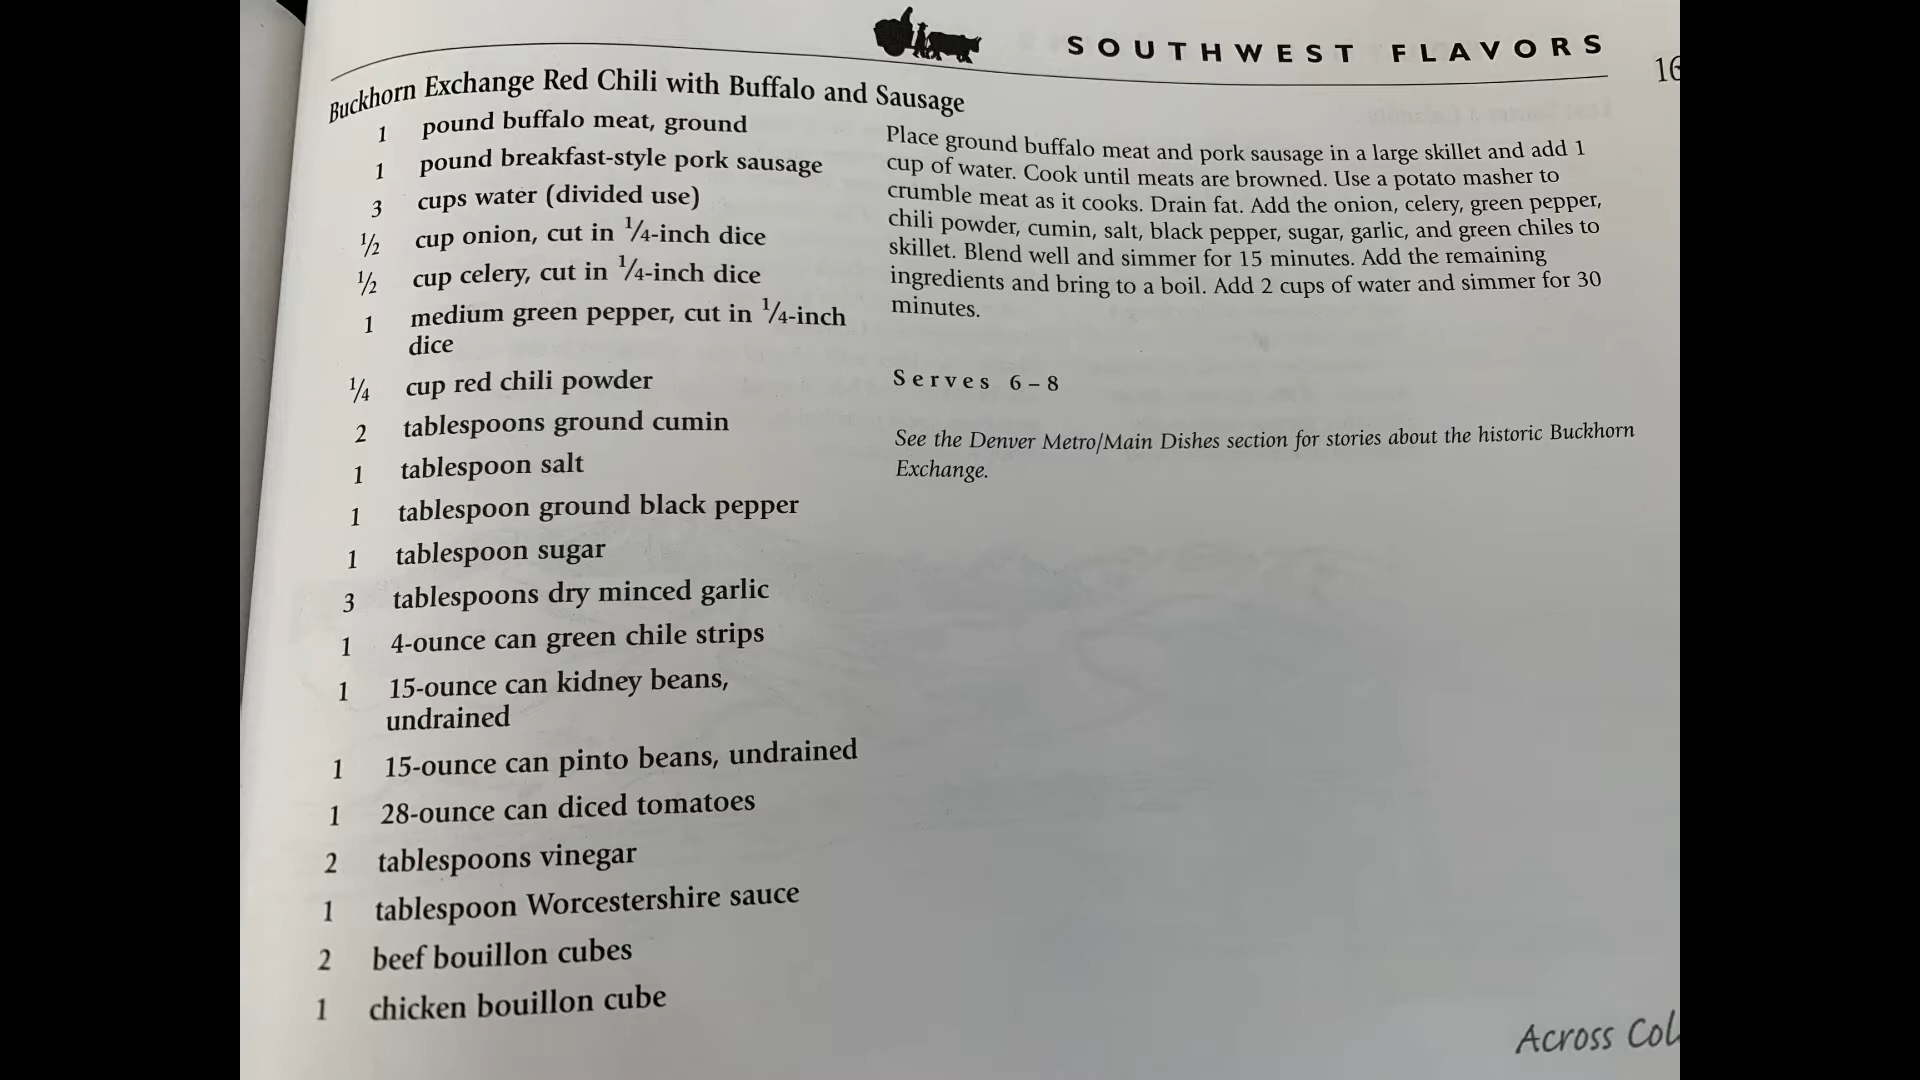 SOUTHWEST FLAVORS
Buckhorn Exchange Red Chili with Buffalo and Sausage
1 pound buffalo meat, ground
1 pound breakfast-style pork sausage
3 cups water (divided use)
1/2 cup onion, cut in 1/4-inch dice
1/2 cup celery, cut in 1/4-inch dice
1 medium green pepper, cut in 1/4-inch
dice
1/4 cup red chili powder
2 tablespoons ground cumin
1 tablespoon salt
1 tablespoon ground black pepper
1 tablespoon sugar
3 tablespoons dry minced garlic
1 4-ounce can green chile strips
1 15-ounce can kidney beans,
undrained
1 15-ounce can pinto beans, undrained
1 28-ounce can diced tomatoes
2 tablespoons vinegar
1 tablespoon Worcestershire sauce
2 beef bouillon cubes
1 chicken bouillon cube
Place ground buffalo meat and pork sausage in a large skillet and add 1
cup of water. Cook until meats are browned. Use a potato masher to
crumble meat as it cooks. Drain fat. Add the onion, celery, green pepper,
chili powder, cumin, salt, black pepper, sugar, garlic, and green chiles to
skillet. Blend well and simmer for 15 minutes. Add the remaining
ingredients and bring to a boil. Add 2 cups of water and simmer for 30
minutes.
Serves 6 – 8
See the Denver Metro/Main Dishes section for stories about the historic Buckhorn
Exchange.
Across